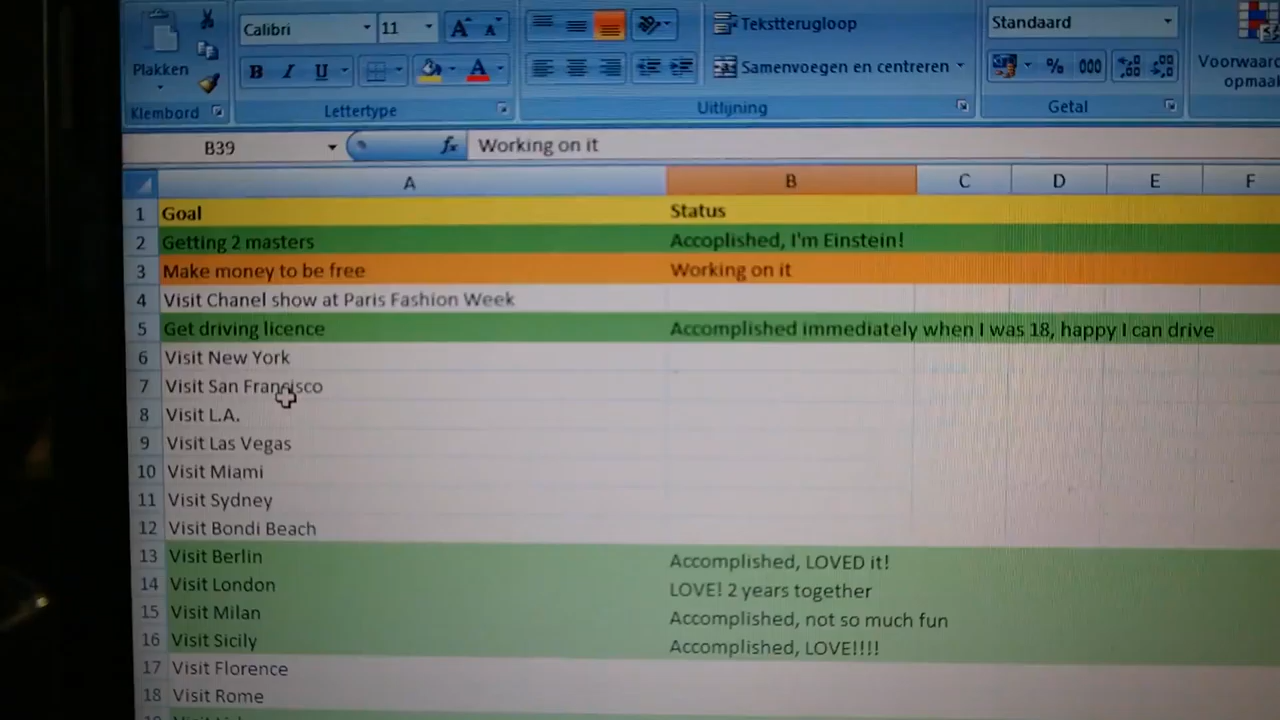 Calibri 11 Tekstterugloop Standaard
Plakken B I U Samenvoegen en centreren % 000 Voorwaard
opmaak
Klembord Lettertype Uitlijning Getal
B39 fx Working on it
A B C D E F
1 Goal Status
2 Getting 2 masters Accoplished, I'm Einstein!
3 Make money to be free Working on it
4 Visit Chanel show at Paris Fashion Week
5 Get driving licence Accomplished immediately when I was 18, happy I can drive
6 Visit New York
7 Visit San Francisco
8 Visit L.A.
9 Visit Las Vegas
10 Visit Miami
11 Visit Sydney
12 Visit Bondi Beach
13 Visit Berlin Accomplished, LOVED it!
14 Visit London LOVE! 2 years together
15 Visit Milan Accomplished, not so much fun
16 Visit Sicily Accomplished, LOVE!!!!
17 Visit Florence
18 Visit Rome